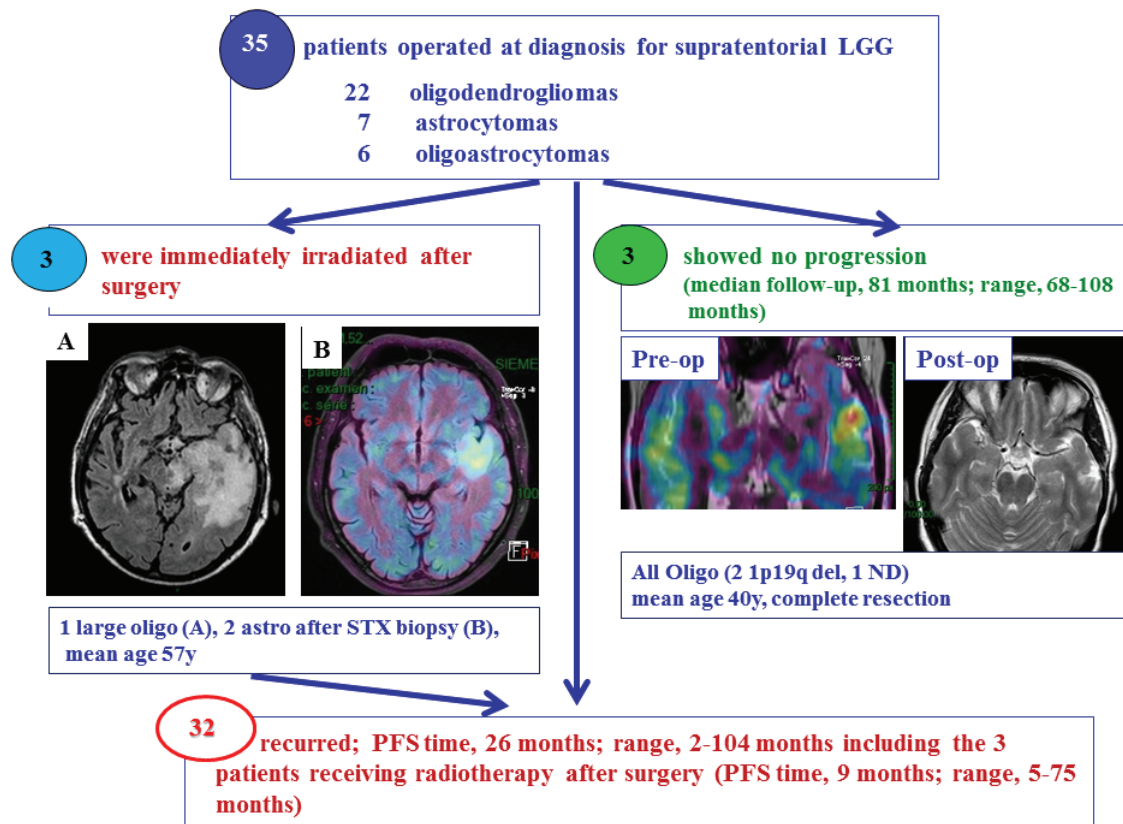 35
patients operated at diagnosis for supratentorial LGG
22 oligodendrogliomas
7 astrocytomas
6 oligoastrocytomas
3
were immediately irradiated after
surgery
3
showed no progression
(median follow-up, 81 months; range, 68-108
months)
A
B
SIEME
c. examen :
c. serie :
6 >
100
F
Pre-op
Post-op
1 large oligo (A), 2 astro after STX biopsy (B),
mean age 57y
All Oligo (2 1p19q del, 1 ND)
mean age 40y, complete resection
32
recurred; PFS time, 26 months; range, 2-104 months including the 3
patients receiving radiotherapy after surgery (PFS time, 9 months; range, 5-75
months)